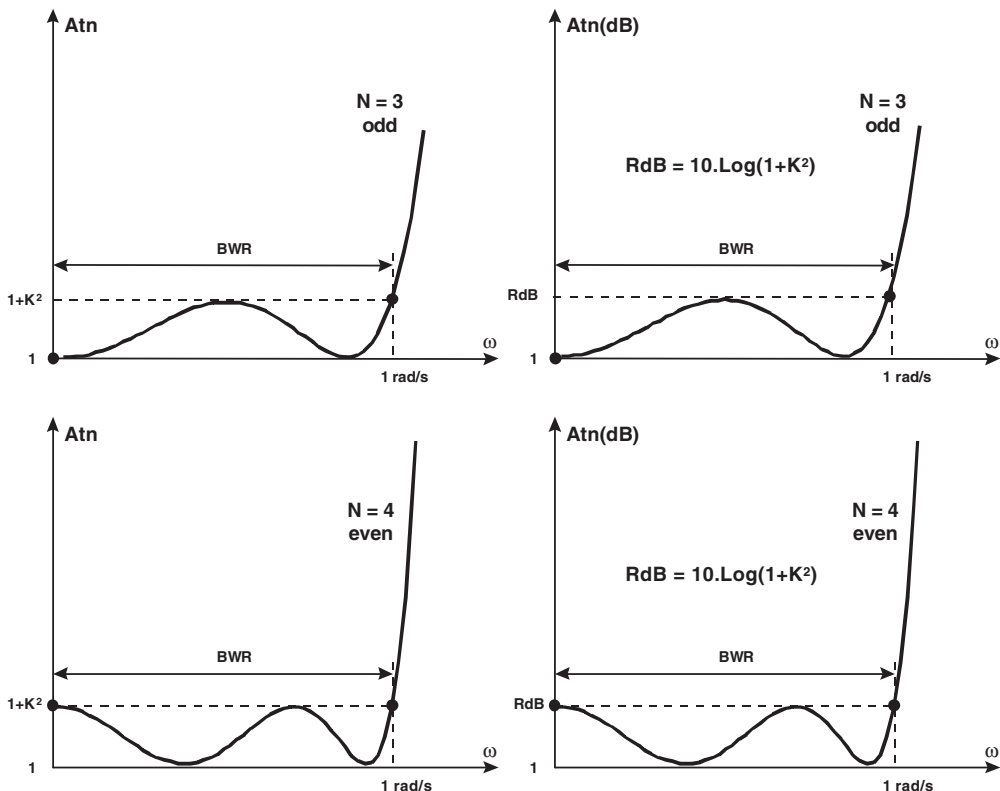 Atn
N = 3
odd
BWR
1+K²
1
ω
1 rad/s
Atn(dB)
N = 3
odd
RdB = 10.Log(1+K²)
BWR
RdB
1
ω
1 rad/s
Atn
N = 4
even
BWR
1+K²
1
ω
1 rad/s
Atn(dB)
N = 4
even
RdB = 10.Log(1+K²)
BWR
RdB
1
ω
1 rad/s